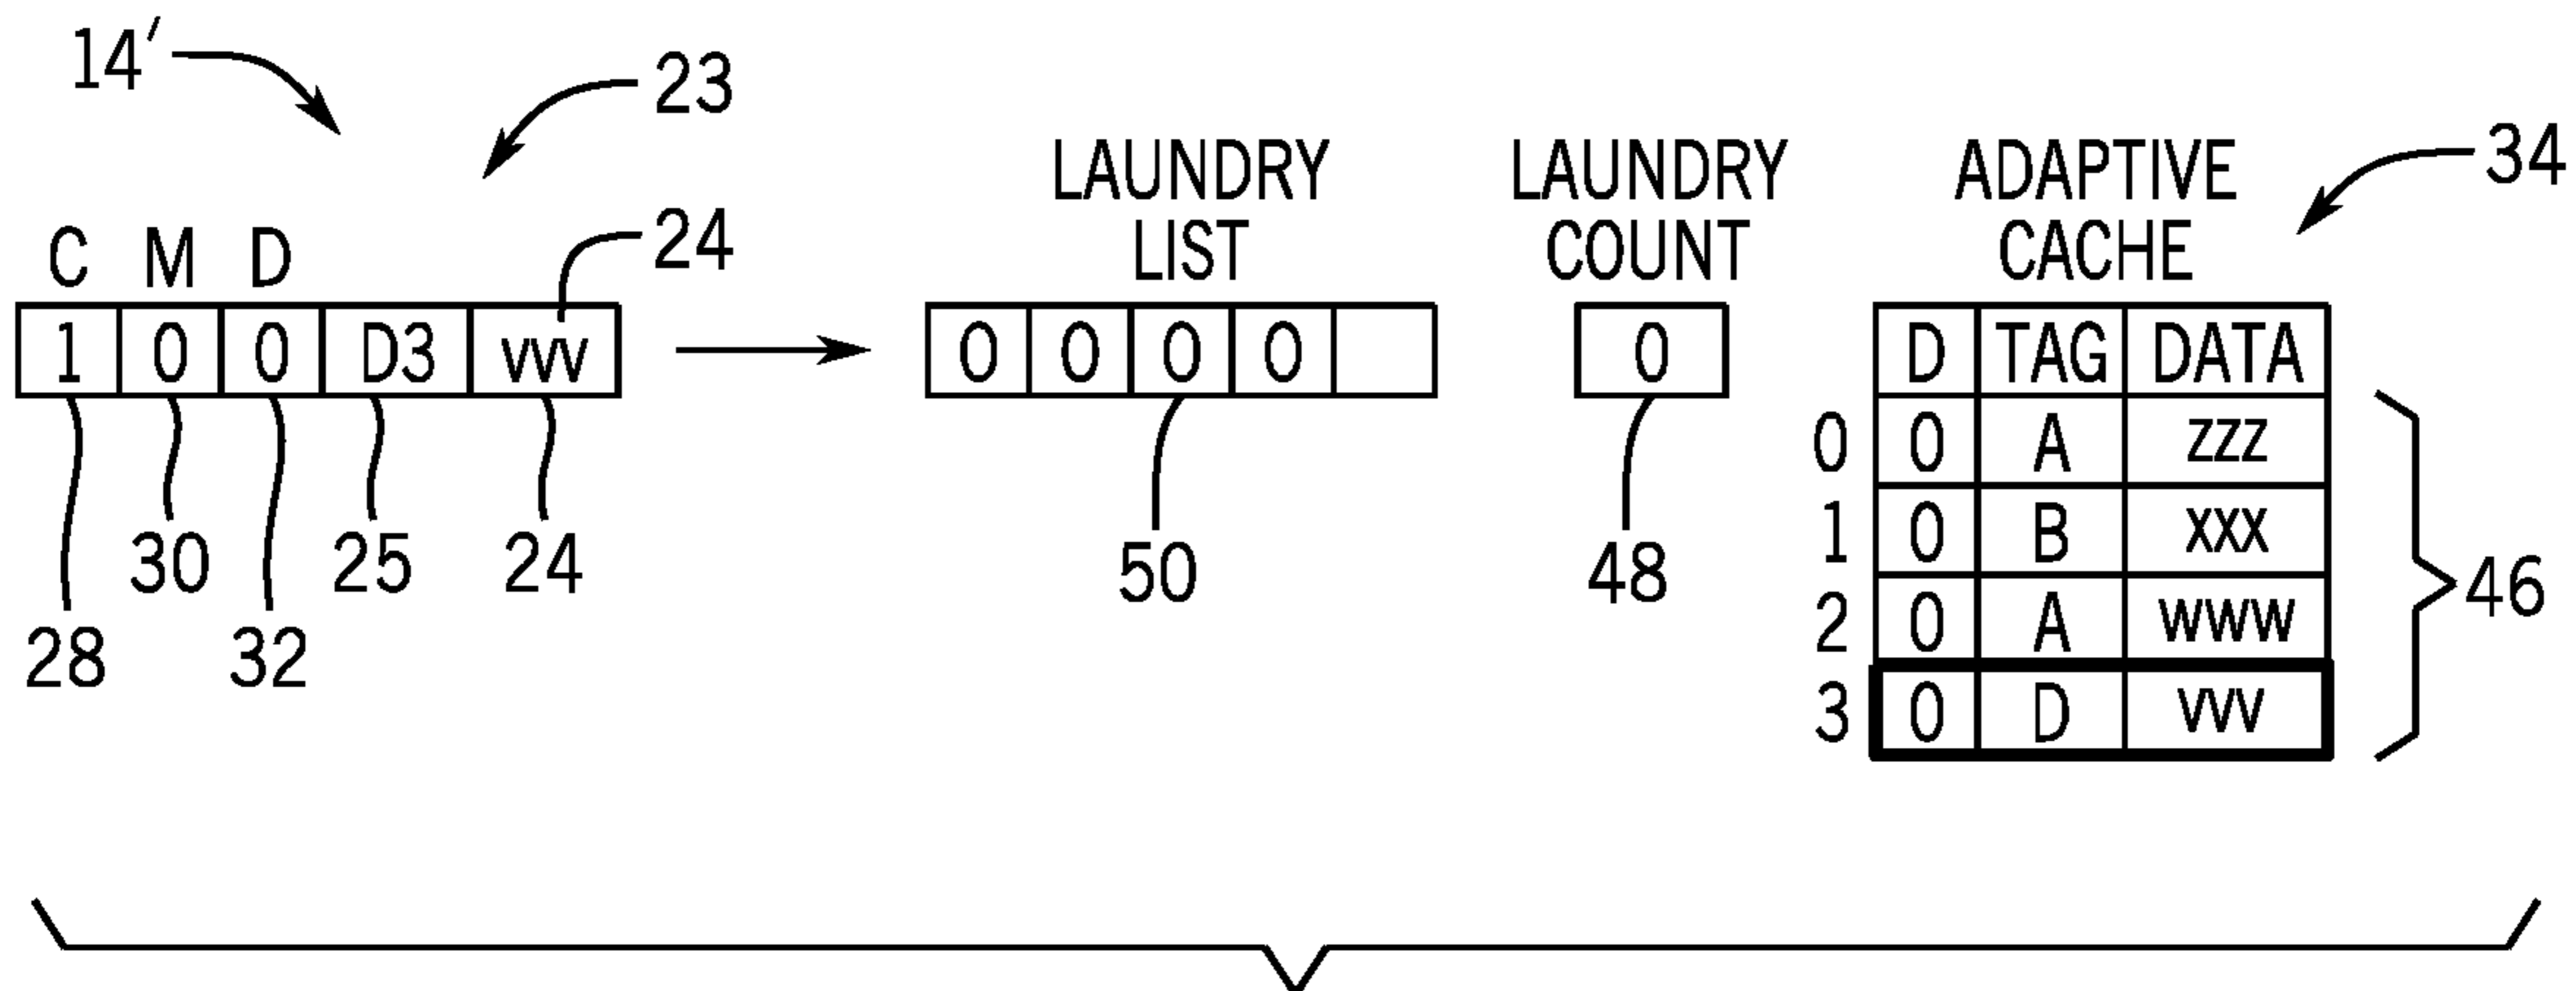 14′
23
34
LAUNDRY LIST
LAUNDRY COUNT
ADAPTIVE CACHE
C M D
24
1 0 0 D3 vvv
0 0 0 0
0
D TAG DATA
0 0 A zzz
1 0 B xxx
2 0 A www
3 0 D vvv
28
30
32
25
24
50
48
46